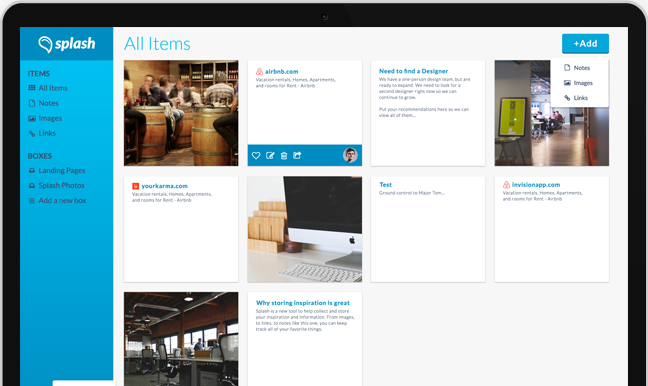 splash
All Items
+Add
Notes
Images
Links
ITEMS
All Items
Notes
Images
Links
BOXES
Landing Pages
Splash Photos
Add a new box
airbnb.com
Vacation rentals, Homes, Apartments,
and rooms for Rent - Airbnb
Need to find a Designer
We have a one-person design team, but are
ready to expand. We need to look for a
second designer right now so we can
continue to grow.
Put your recommendations here so we can
view all of them...
yourkarma.com
Vacation rentals, Homes, Apartments,
and rooms for Rent - Airbnb
Test
Ground control to Major Tom...
invisionapp.com
Vacation rentals, Homes, Apartments,
and rooms for Rent - Airbnb
Why storing inspiration is great
Splash is a new tool to help collect and store
your inspiration and information. From images,
to links, to notes like this one, you can keep
track all of your favorite things.